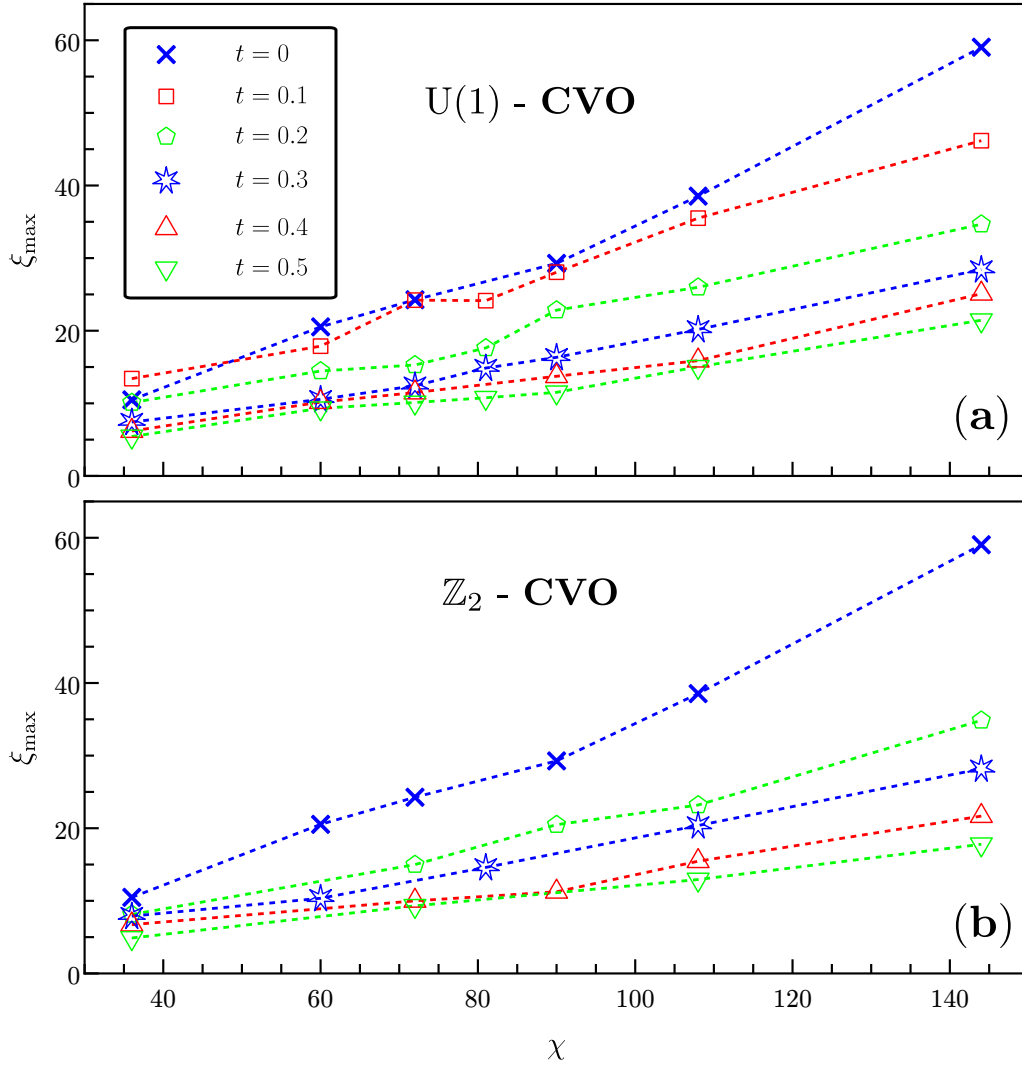 60
40
20
0
ξmax
t = 0
t = 0.1
t = 0.2
t = 0.3
t = 0.4
t = 0.5
U(1) - CVO
(a)
60
40
20
0
ξmax
ℤ2 - CVO
(b)
40 60 80 100 120 140
χ